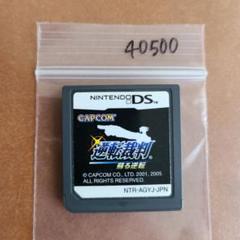 40500
NINTENDO DS
CAPCOM
逆転裁判
蘇る逆転
© CAPCOM CO., LTD. 2001, 2005
ALL RIGHTS RESERVED.
NTR-AGYJ-JPN